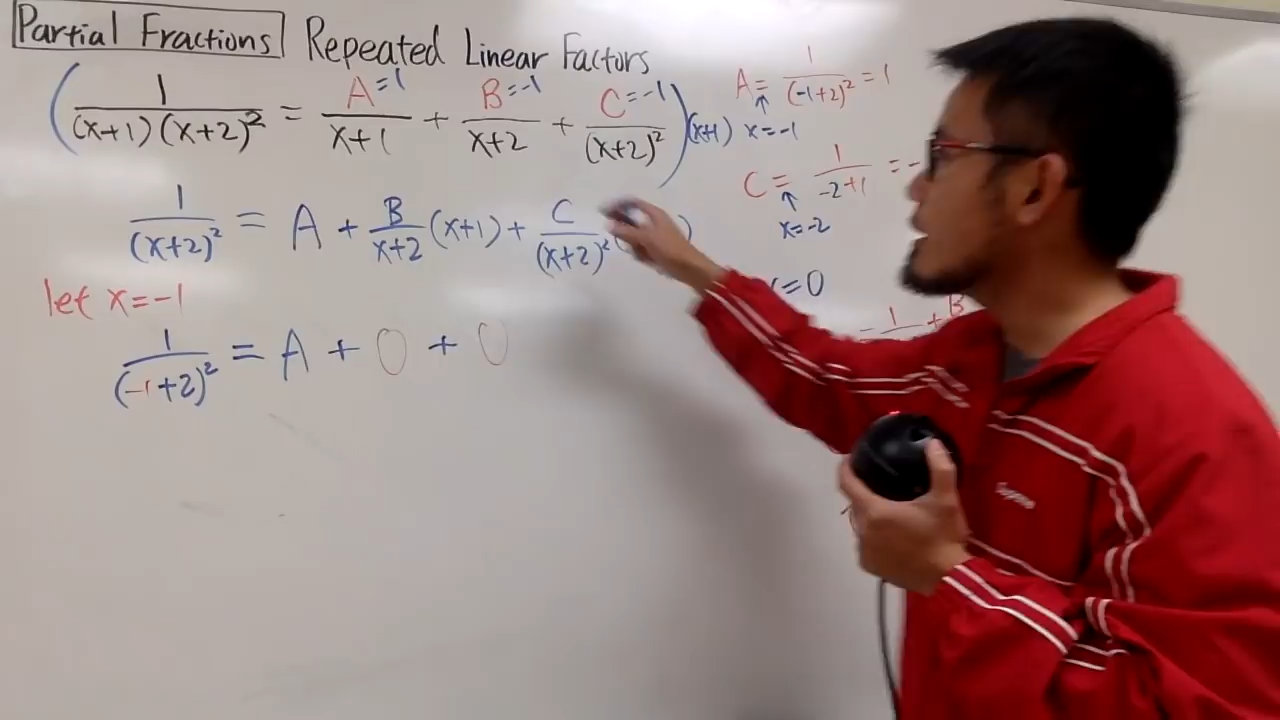 Partial Fractions Repeated Linear Factors
( 1/((x+1)(x+2)²) = A=1/(x+1) + B=-1/(x+2) + C=-1/(x+2)² )(x+1)
1/(x+2)² = A + B/(x+2) (x+1) + C/(x+2)²
let x=-1
1/(-1+2)² = A + 0 + 0
A = 1/(-1+2)² = 1
↑
x=-1
C = 1/(-2+1) = -
↑
x=-2
=0
- 1 + B
Supreme